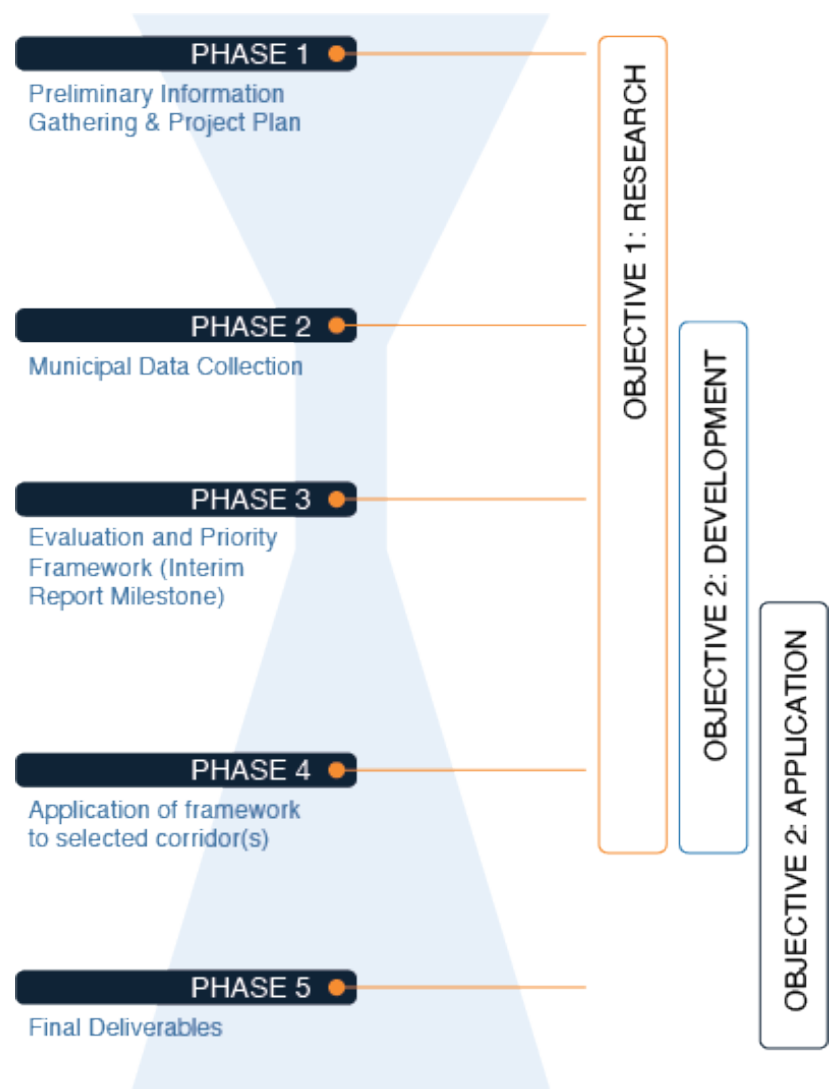 PHASE 1
Preliminary Information
Gathering & Project Plan
PHASE 2
Municipal Data Collection
PHASE 3
Evaluation and Priority
Framework (Interim
Report Milestone)
PHASE 4
Application of framework
to selected corridor(s)
PHASE 5
Final Deliverables
OBJECTIVE 1: RESEARCH
OBJECTIVE 2: DEVELOPMENT
OBJECTIVE 2: APPLICATION